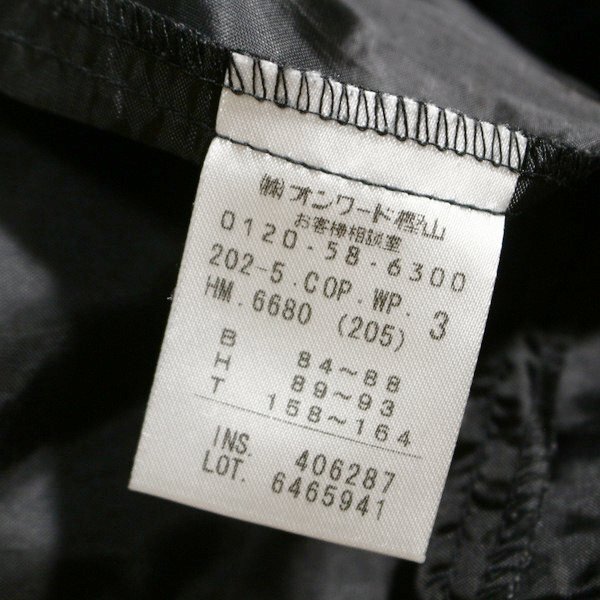 ㈱オンワード樫山
お客様相談室
0120-58-6300
202-5.COP.WP. 3
HM.6680 (205)
B 84~88
H 89~93
T 158~164
INS. 406287
LOT. 6465941